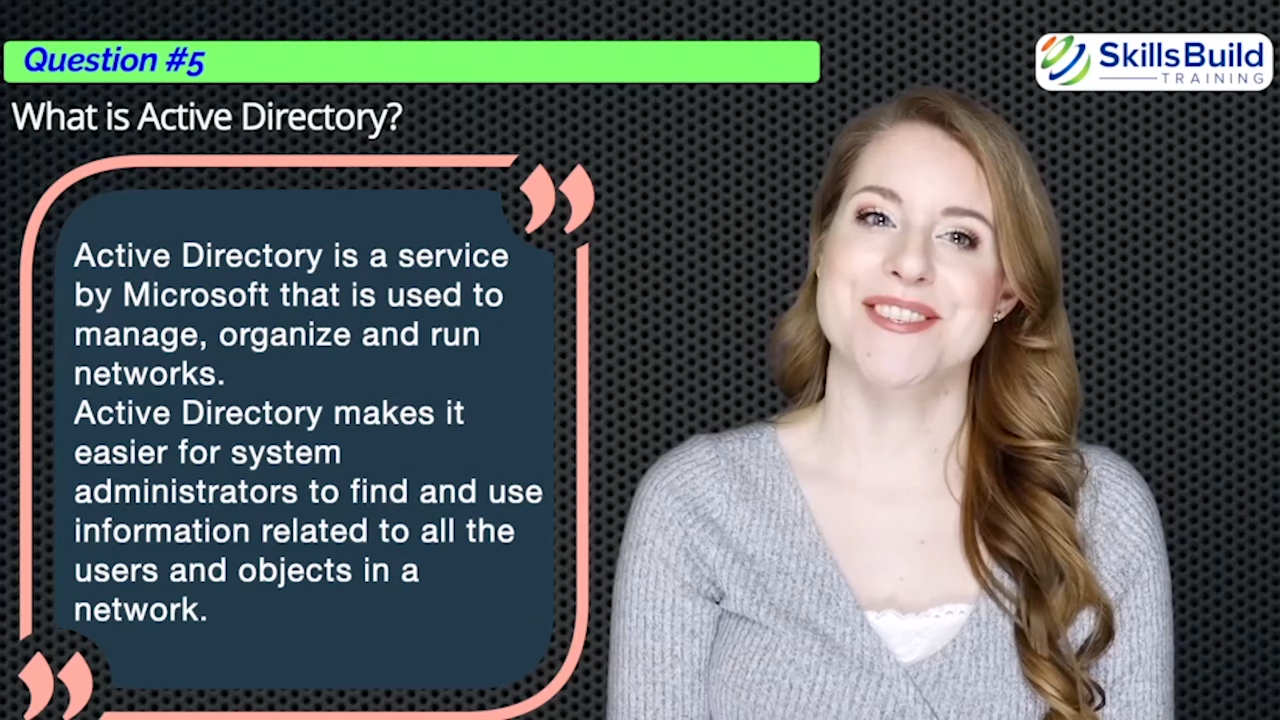 Question #5
SkillsBuild
TRAINING
What is Active Directory?
Active Directory is a service
by Microsoft that is used to
manage, organize and run
networks.
Active Directory makes it
easier for system
administrators to find and use
information related to all the
users and objects in a
network.